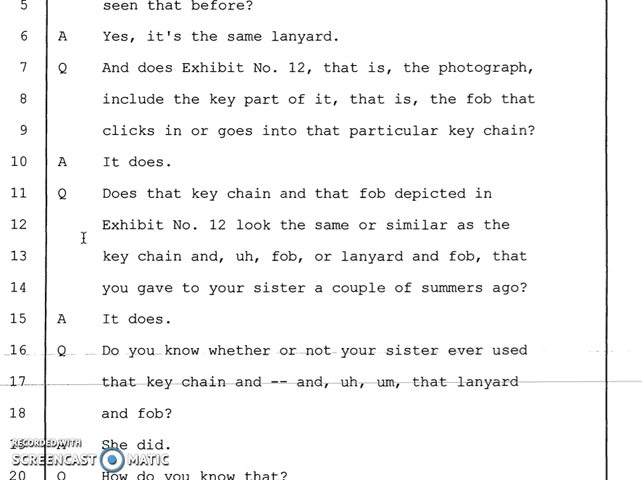 5 seen that before?
6 A Yes, it's the same lanyard.
7 Q And does Exhibit No. 12, that is, the photograph,
8 include the key part of it, that is, the fob that
9 clicks in or goes into that particular key chain?
10 A It does.
11 Q Does that key chain and that fob depicted in
12 Exhibit No. 12 look the same or similar as the
13 key chain and, uh, fob, or lanyard and fob, that
14 you gave to your sister a couple of summers ago?
15 A It does.
16 Q Do you know whether or not your sister ever used
17 that key chain and -- and, uh, um, that lanyard
18 and fob?
19 A She did.
RECORDED WITH
SCREENCAST MATIC
20 Q How do you know that?